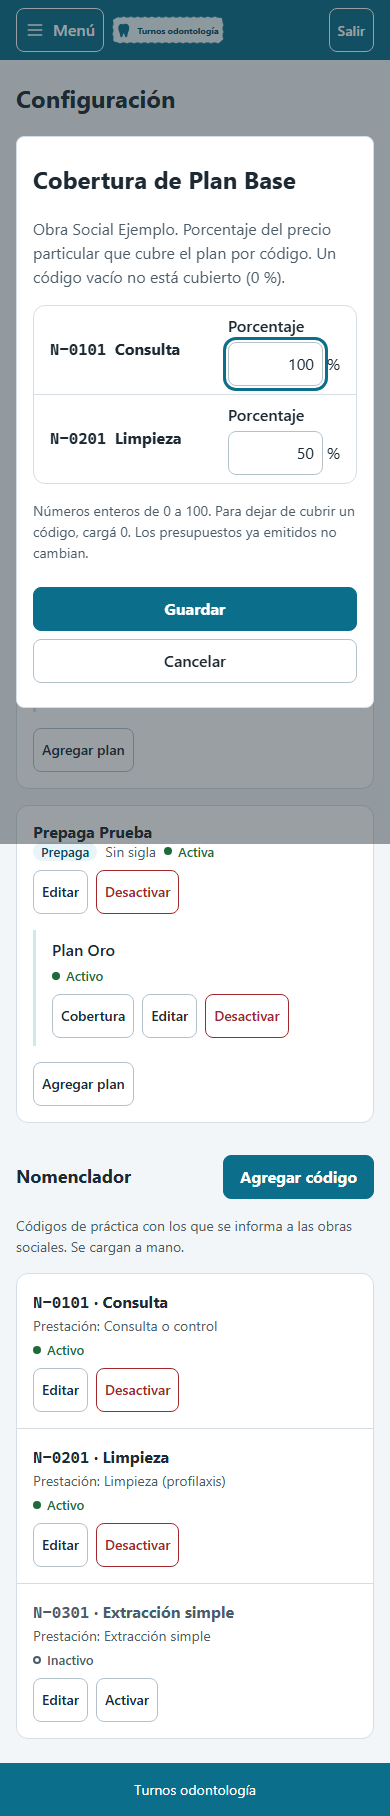 Menú
Turnos odontología
Salir
Configuración
Cobertura de Plan Base
Obra Social Ejemplo. Porcentaje del precio
particular que cubre el plan por código. Un
código vacío no está cubierto (0 %).
Porcentaje
N-0101 Consulta
100 %
Porcentaje
N-0201 Limpieza
50 %
Números enteros de 0 a 100. Para dejar de cubrir un
código, cargá 0. Los presupuestos ya emitidos no
cambian.
Guardar
Cancelar
Agregar plan
Prepaga Prueba
Prepaga Sin sigla Activa
Editar Desactivar
Plan Oro
Activo
Cobertura Editar Desactivar
Agregar plan
Nomenclador Agregar código
Códigos de práctica con los que se informa a las obras
sociales. Se cargan a mano.
N-0101 · Consulta
Prestación: Consulta o control
Activo
Editar Desactivar
N-0201 · Limpieza
Prestación: Limpieza (profilaxis)
Activo
Editar Desactivar
N-0301 · Extracción simple
Prestación: Extracción simple
Inactivo
Editar Activar
Turnos odontología